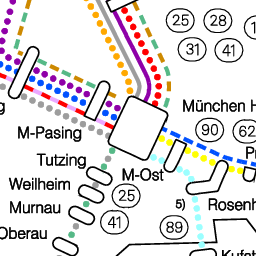 25 28
31 41
München H
90 62
M-Pasing
Tutzing
M-Ost
Weilheim
25
Murnau
5)
Rosenh
41
89
Oberau